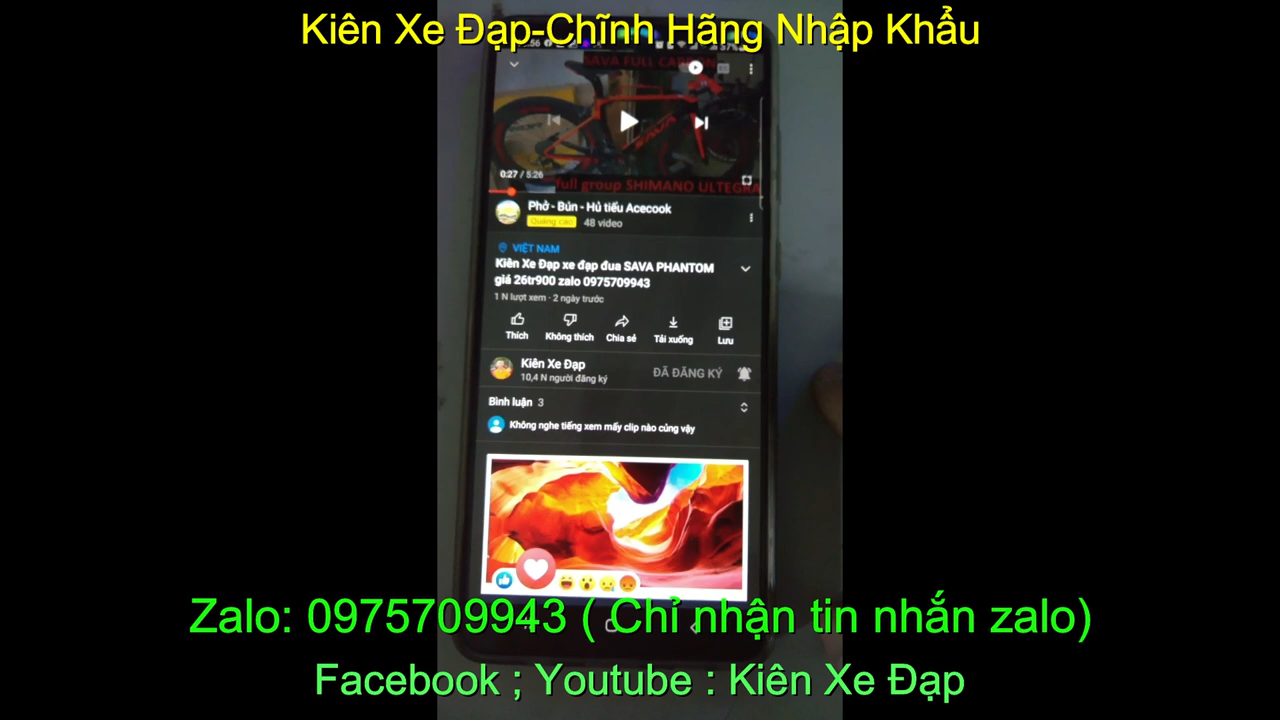 Kiên Xe Đạp-Chĩnh Hãng Nhập Khẩu
SAVA FULL CARBON
SAVA
0:27 / 5:26
full group SHIMANO ULTEGRA
Phở - Bún - Hủ tiếu Acecook
Quảng cáo
48 video
VIỆT NAM
Kiên Xe Đạp xe đạp đua SAVA PHANTOM
giá 26tr900 zalo 0975709943
1 N lượt xem · 2 ngày trước
Thích
Không thích
Chia sẻ
Tải xuống
Lưu
Kiên Xe Đạp
10,4 N người đăng ký
ĐÃ ĐĂNG KÝ
Bình luận 3
Không nghe tiếng xem mấy clip nào củng vậy
Zalo: 0975709943 ( Chỉ nhận tin nhắn zalo)
Facebook ; Youtube : Kiên Xe Đạp